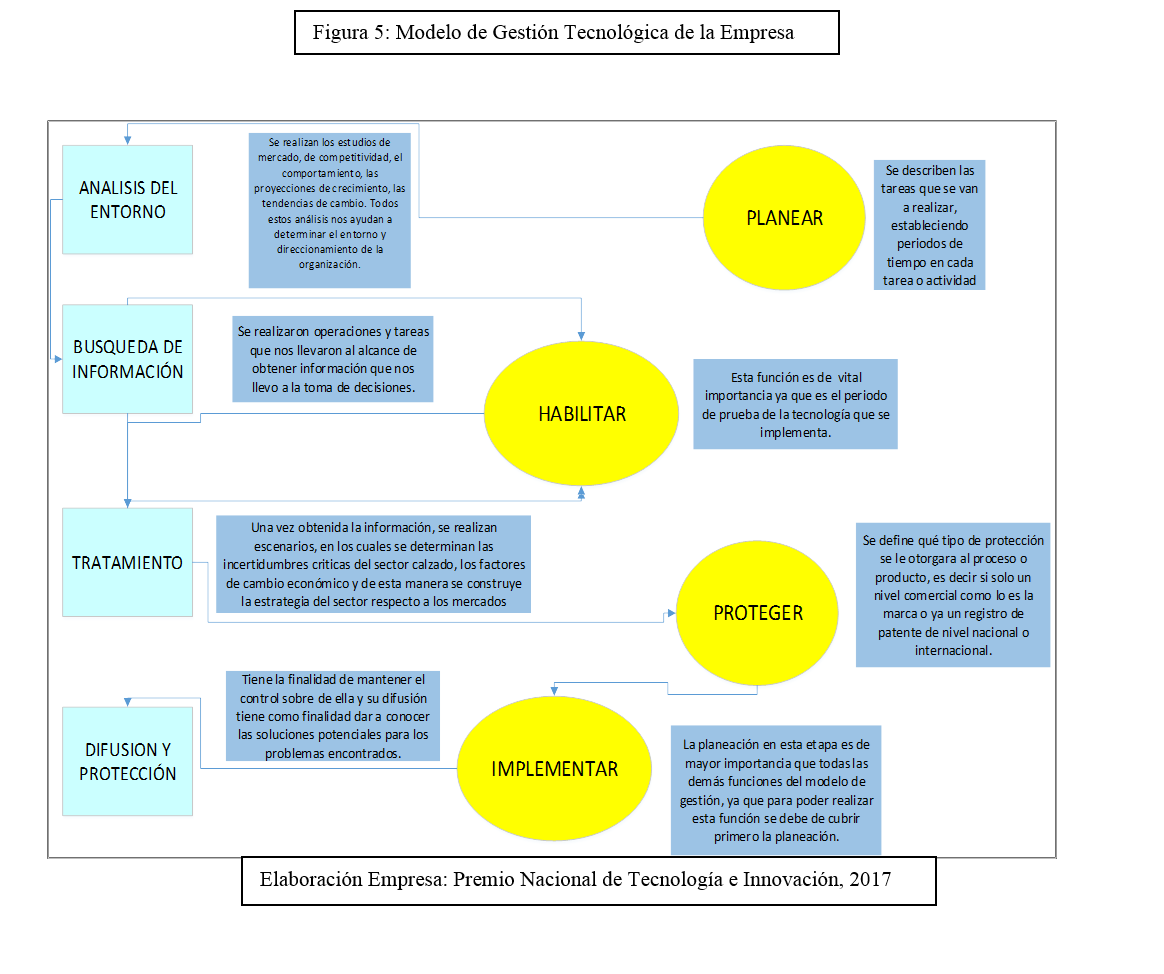 Figura 5: Modelo de Gestión Tecnológica de la Empresa
ANALISIS DEL
ENTORNO
Se realizan los estudios de
mercado, de competitividad, el
comportamiento, las
proyecciones de crecimiento, las
tendencias de cambio. Todos
estos análisis nos ayudan a
determinar el entorno y
direccionamiento de la
organización.
PLANEAR
Se describen las
tareas que se van
a realizar,
estableciendo
periodos de
tiempo en cada
tarea o actividad
BUSQUEDA DE
INFORMACIÓN
Se realizaron operaciones y tareas
que nos llevaron al alcance de
obtener información que nos
llevo a la toma de decisiones.
HABILITAR
Esta función es de vital
importancia ya que es el periodo
de prueba de la tecnología que se
implementa.
TRATAMIENTO
Una vez obtenida la información, se realizan
escenarios, en los cuales se determinan las
incertidumbres criticas del sector calzado, los factores
de cambio económico y de esta manera se construye
la estrategia del sector respecto a los mercados
PROTEGER
Se define qué tipo de protección
se le otorgara al proceso o
producto, es decir si solo un
nivel comercial como lo es la
marca o ya un registro de
patente de nivel nacional o
internacional.
DIFUSION Y
PROTECCIÓN
Tiene la finalidad de mantener el
control sobre de ella y su difusión
tiene como finalidad dar a conocer
las soluciones potenciales para los
problemas encontrados.
IMPLEMENTAR
La planeación en esta etapa es de
mayor importancia que todas las
demás funciones del modelo de
gestión, ya que para poder realizar
esta función se debe de cubrir
primero la planeación.
Elaboración Empresa: Premio Nacional de Tecnología e Innovación, 2017